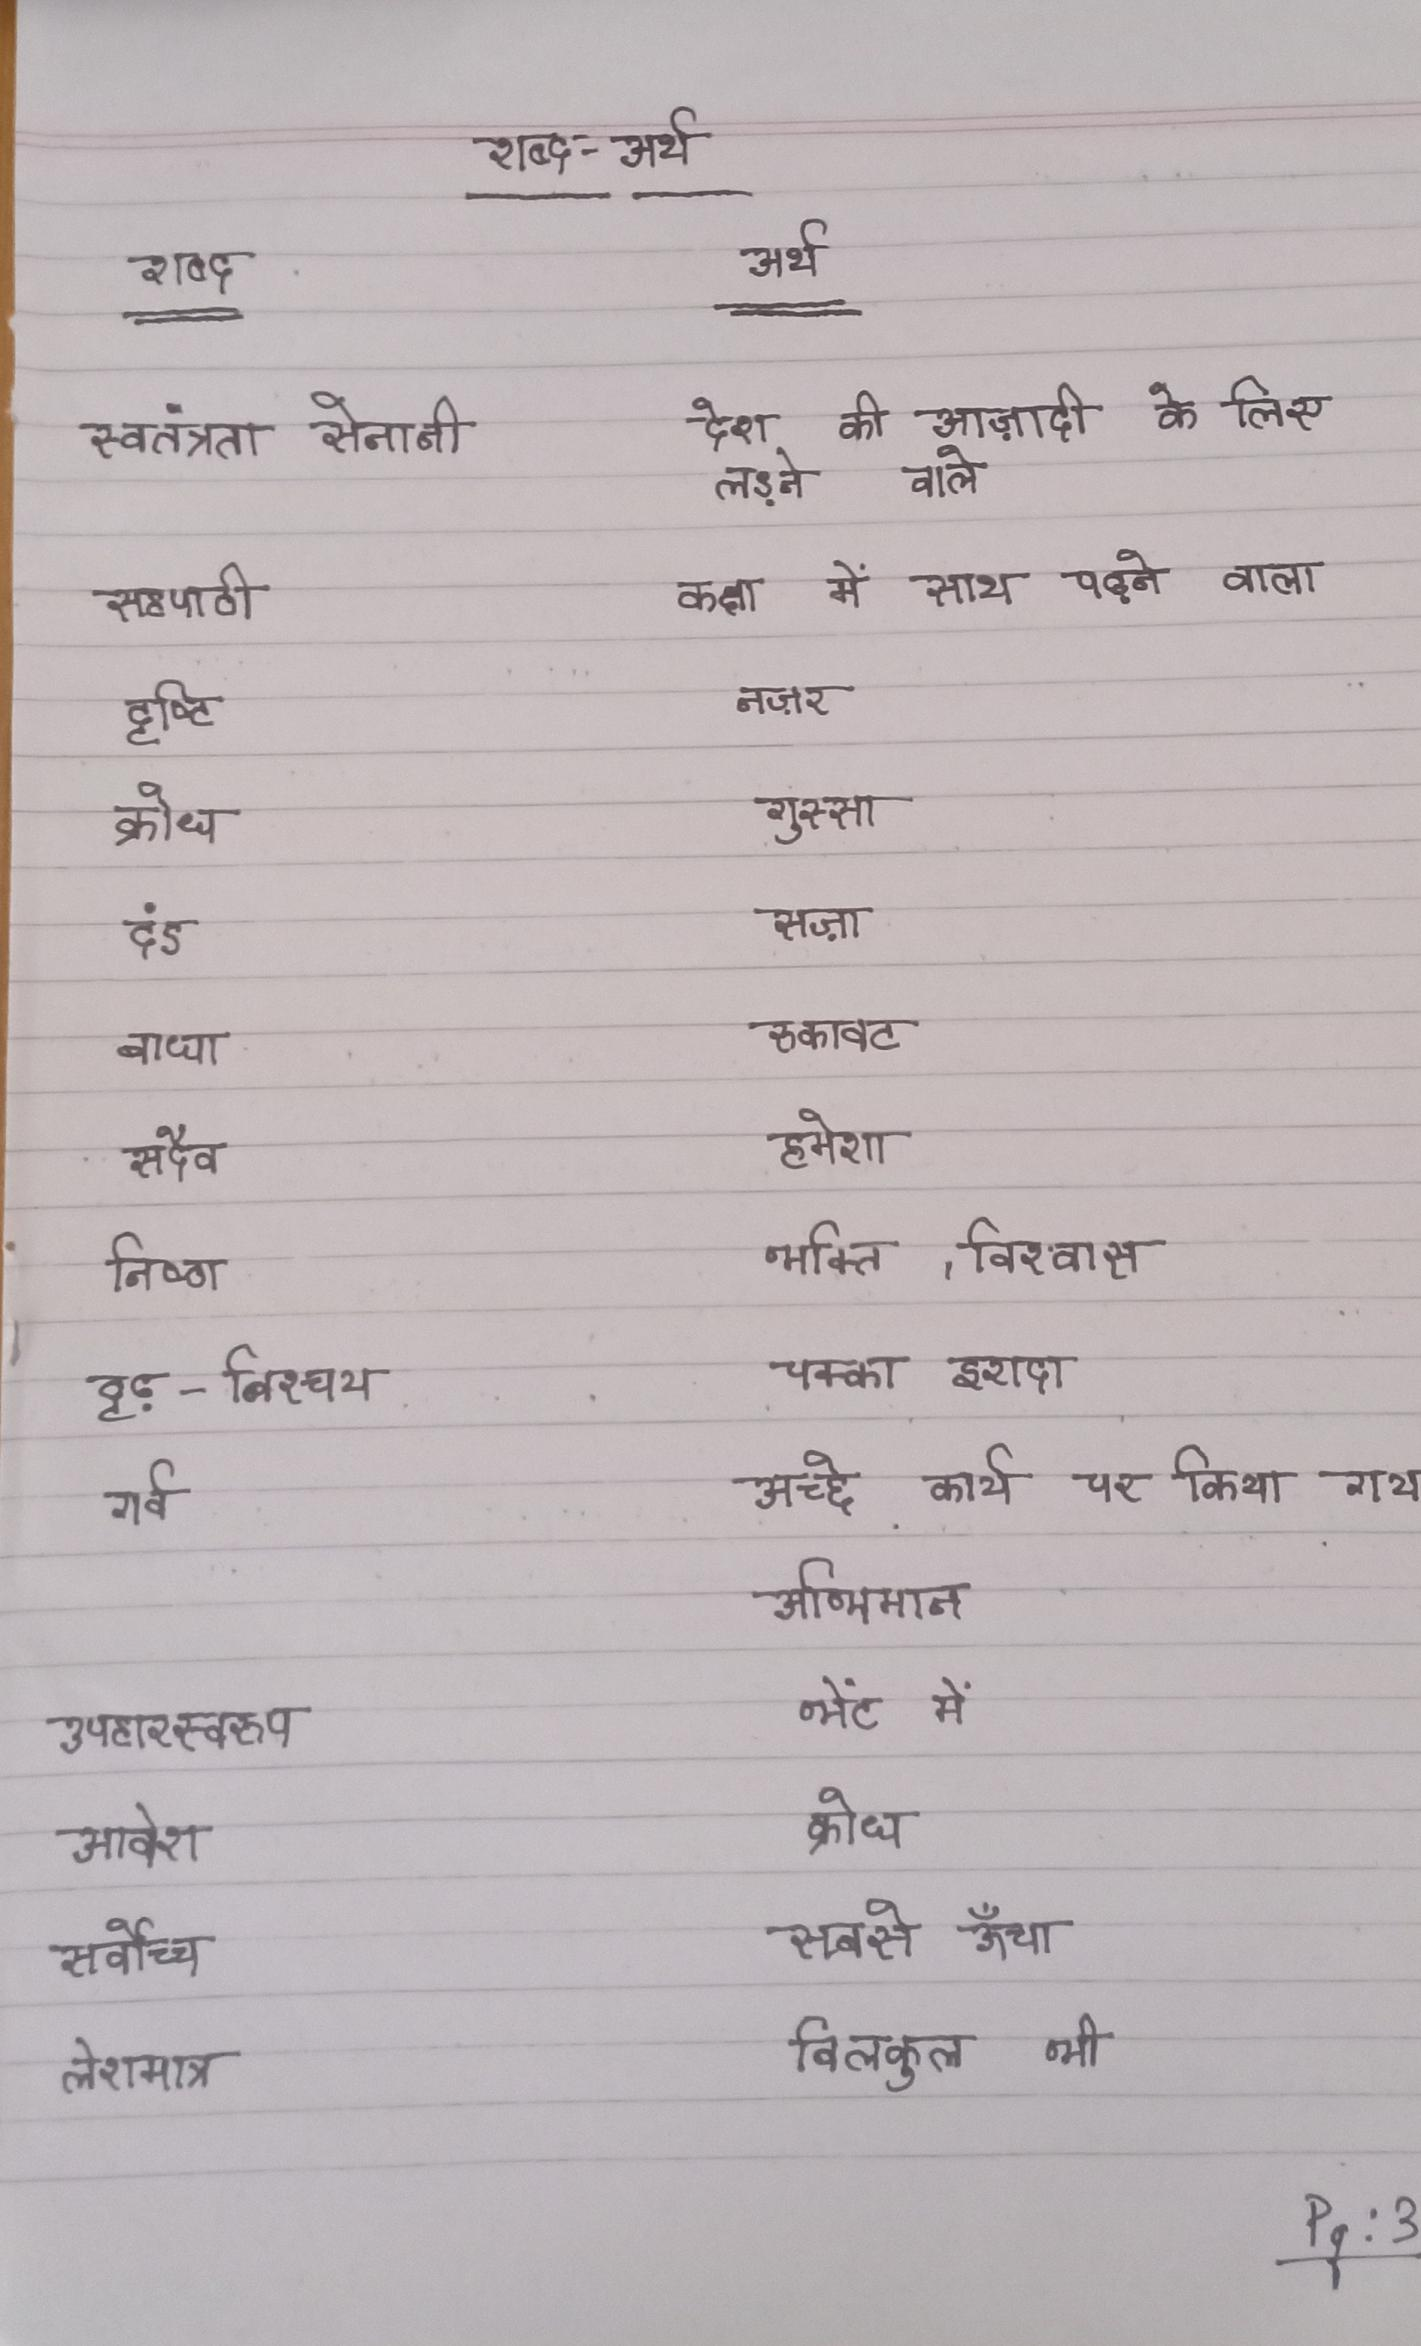 शब्द - अर्थ
शब्द अर्थ
स्वतंत्रता सेनानी देश की आज़ादी के लिए
लड़ने वाले
सहपाठी कक्षा में साथ पढ़ने वाला
दृष्टि नज़र
क्रोध गुस्सा
दंड सज़ा
बाधा रुकावट
सदैव हमेशा
निष्ठा भक्ति , विश्वास
दृढ़ - निश्चय पक्का इरादा
गर्व अच्छे कार्य पर किया गय
अभिमान
उपहारस्वरूप भेंट में
आवेश क्रोध
सर्वोच्च सबसे ऊँचा
लेशमात्र बिलकुल भी
Pg : 3